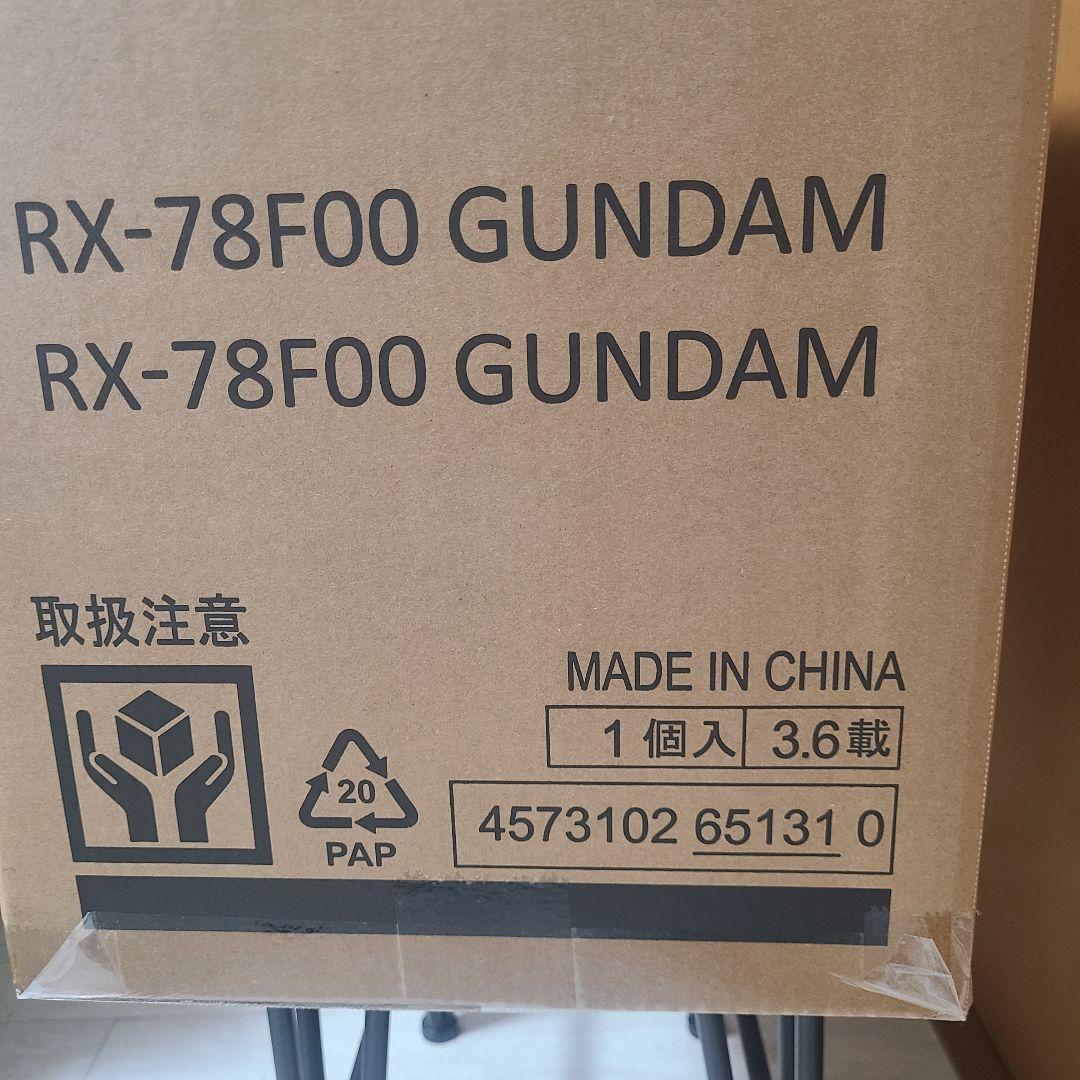 RX-78F00 GUNDAM
RX-78F00 GUNDAM
取扱注意
MADE IN CHINA
1個入 3.6載
20
PAP
4573102 65131 0